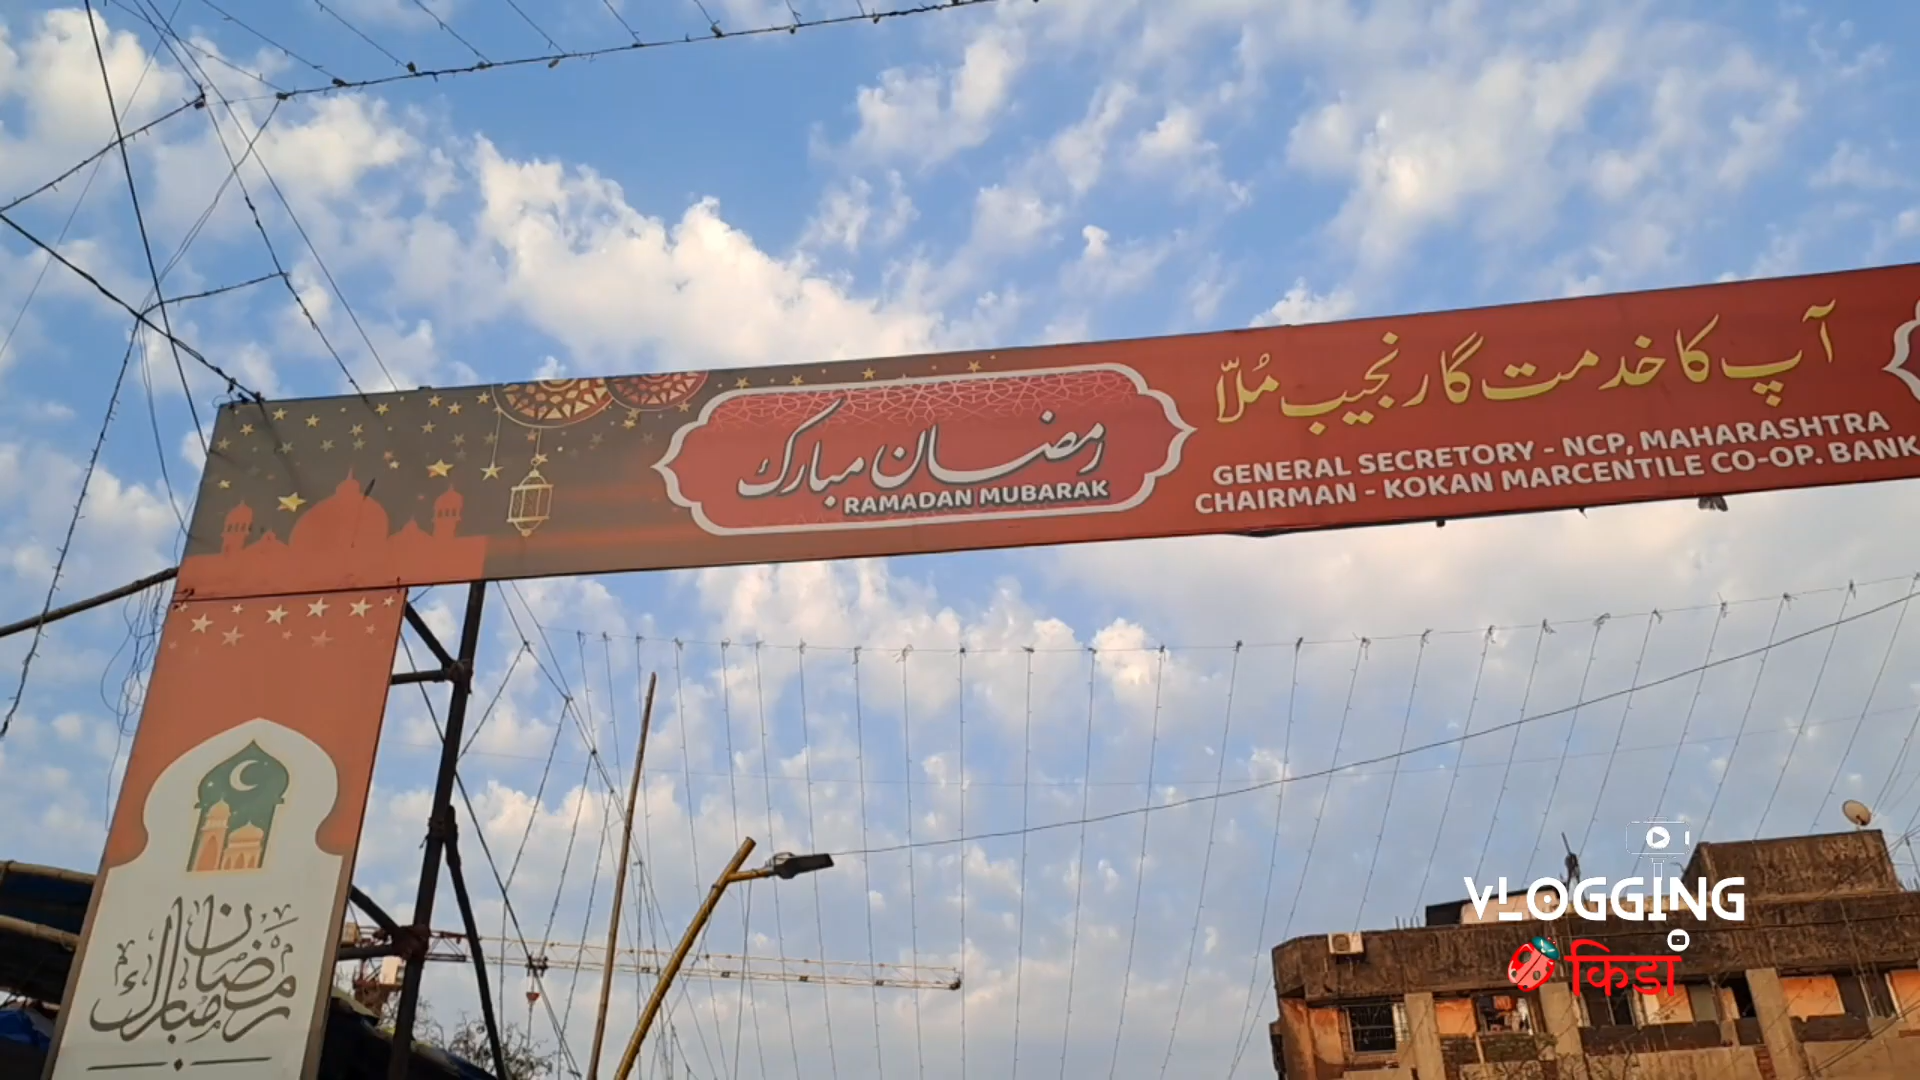 رمضان مبارک
RAMADAN MUBARAK
آپ کا خدمت گار نجیب مُلّا
GENERAL SECRETORY - NCP, MAHARASHTRA
CHAIRMAN - KOKAN MARCENTILE CO-OP. BANK
رمضان مبارك
VLOGGING
किडा